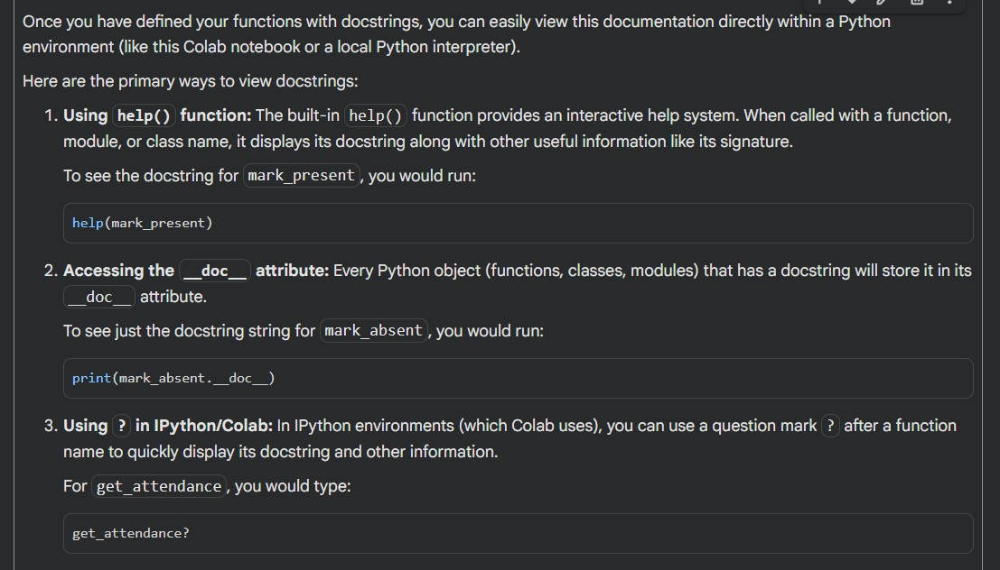 Once you have defined your functions with docstrings, you can easily view this documentation directly within a Python
environment (like this Colab notebook or a local Python interpreter).
Here are the primary ways to view docstrings:
1. Using help() function: The built-in help() function provides an interactive help system. When called with a function,
module, or class name, it displays its docstring along with other useful information like its signature.
To see the docstring for mark_present, you would run:
help(mark_present)
2. Accessing the __doc__ attribute: Every Python object (functions, classes, modules) that has a docstring will store it in its
__doc__ attribute.
To see just the docstring string for mark_absent, you would run:
print(mark_absent.__doc__)
3. Using ? in IPython/Colab: In IPython environments (which Colab uses), you can use a question mark ? after a function
name to quickly display its docstring and other information.
For get_attendance, you would type:
get_attendance?